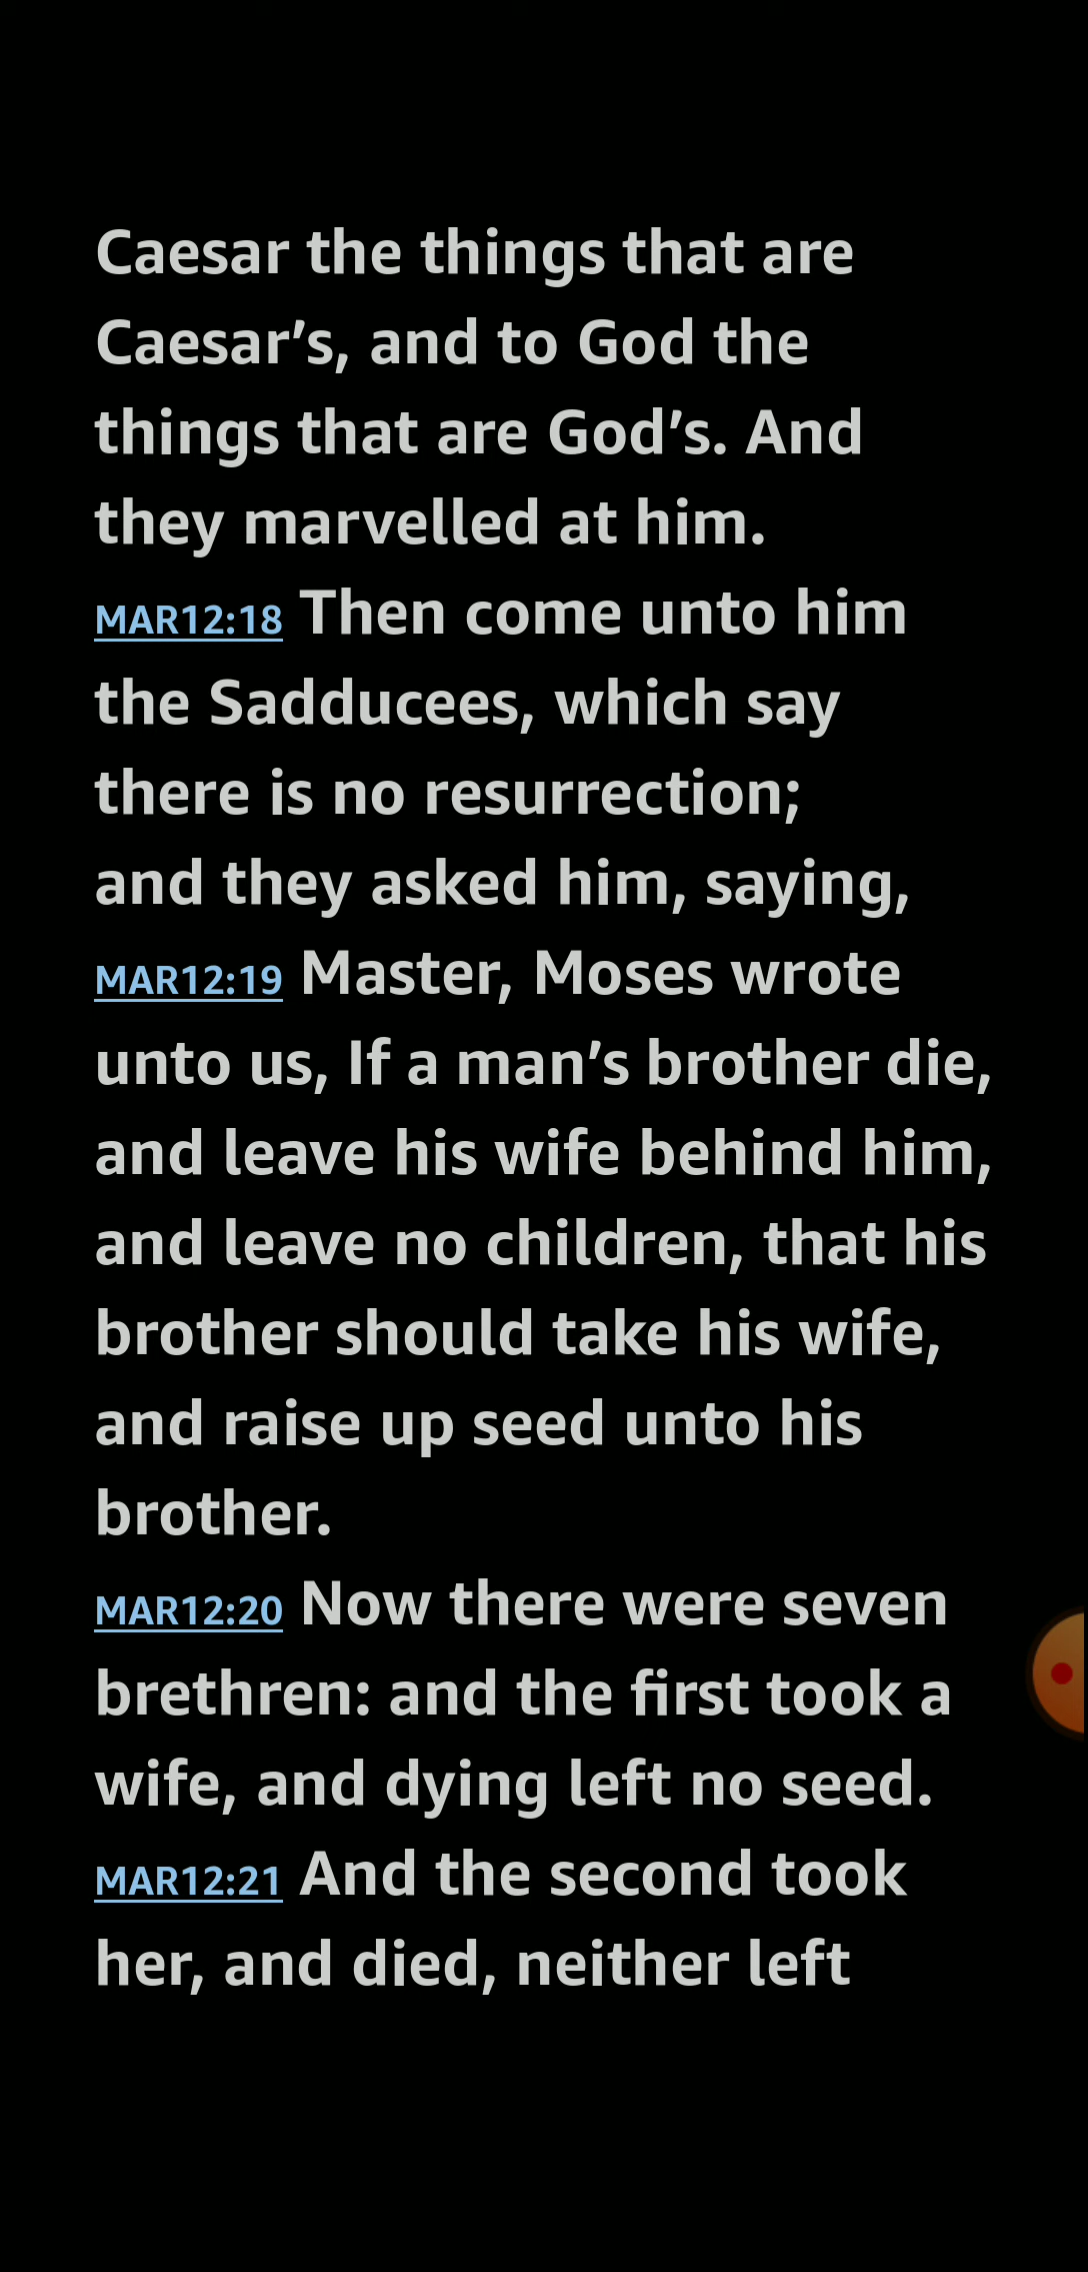 Caesar the things that are
Caesar’s, and to God the
things that are God’s. And
they marvelled at him.
MAR12:18 Then come unto him
the Sadducees, which say
there is no resurrection;
and they asked him, saying,
MAR12:19 Master, Moses wrote
unto us, If a man’s brother die,
and leave his wife behind him,
and leave no children, that his
brother should take his wife,
and raise up seed unto his
brother.
MAR12:20 Now there were seven
brethren: and the first took a
wife, and dying left no seed.
MAR12:21 And the second took
her, and died, neither left